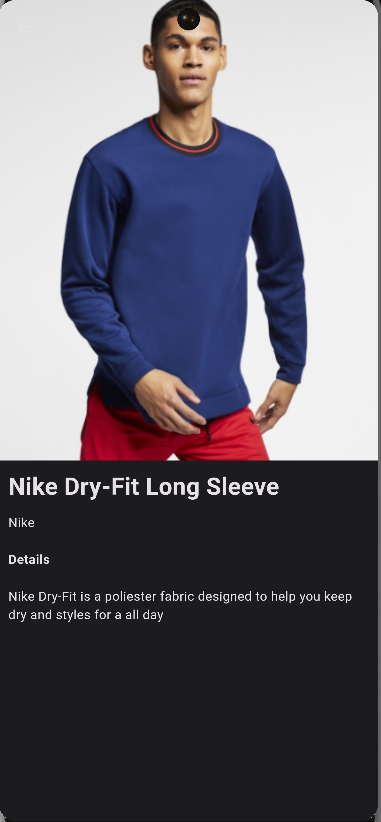 Nike Dry-Fit Long Sleeve
Nike
Details
Nike Dry-Fit is a poliester fabric designed to help you keep
dry and styles for a all day